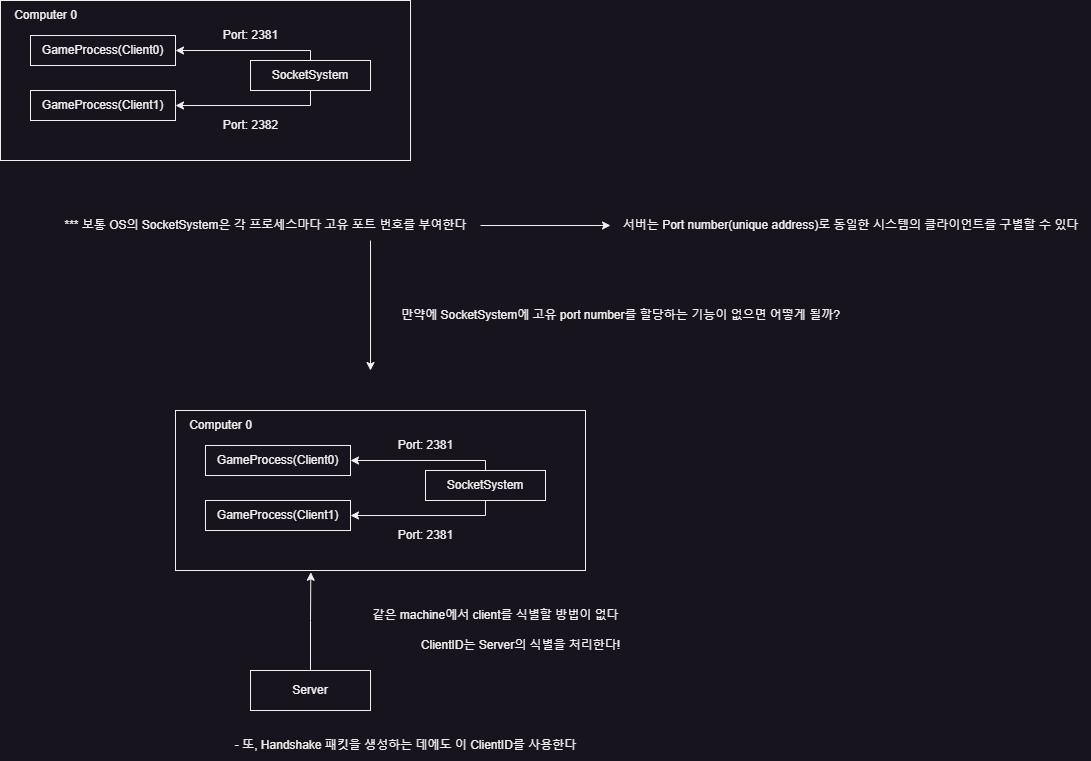 Computer 0
Port: 2381
GameProcess(Client0)
SocketSystem
GameProcess(Client1)
Port: 2382
*** 보통 OS의 SocketSystem은 각 프로세스마다 고유 포트 번호를 부여한다
서버는 Port number(unique address)로 동일한 시스템의 클라이언트를 구별할 수 있다
만약에 SocketSystem에 고유 port number를 할당하는 기능이 없으면 어떻게 될까?
Computer 0
Port: 2381
GameProcess(Client0)
SocketSystem
GameProcess(Client1)
Port: 2381
같은 machine에서 client를 식별할 방법이 없다
ClientID는 Server의 식별을 처리한다!
Server
- 또, Handshake 패킷을 생성하는 데에도 이 ClientID를 사용한다